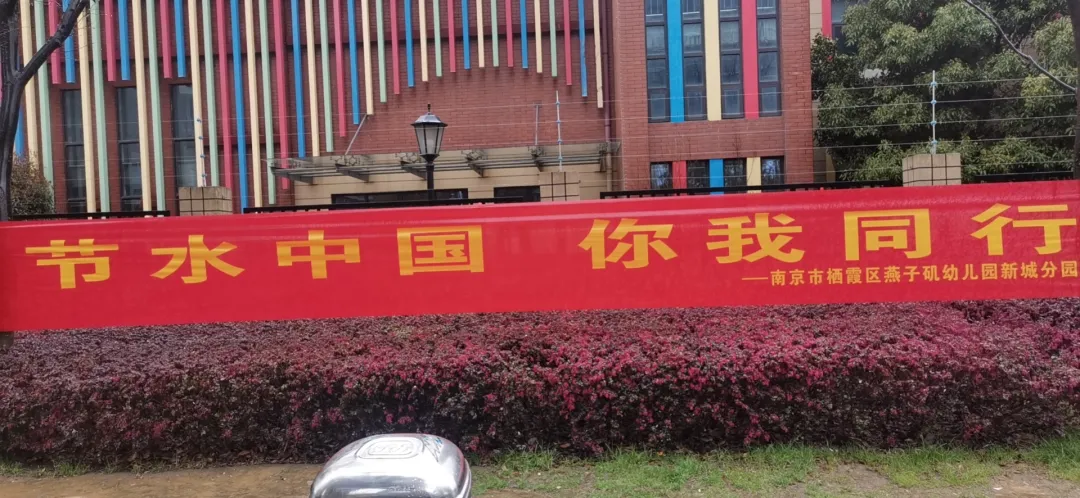 节水中国 你我同行
——南京市栖霞区燕子矶幼儿园新城分园